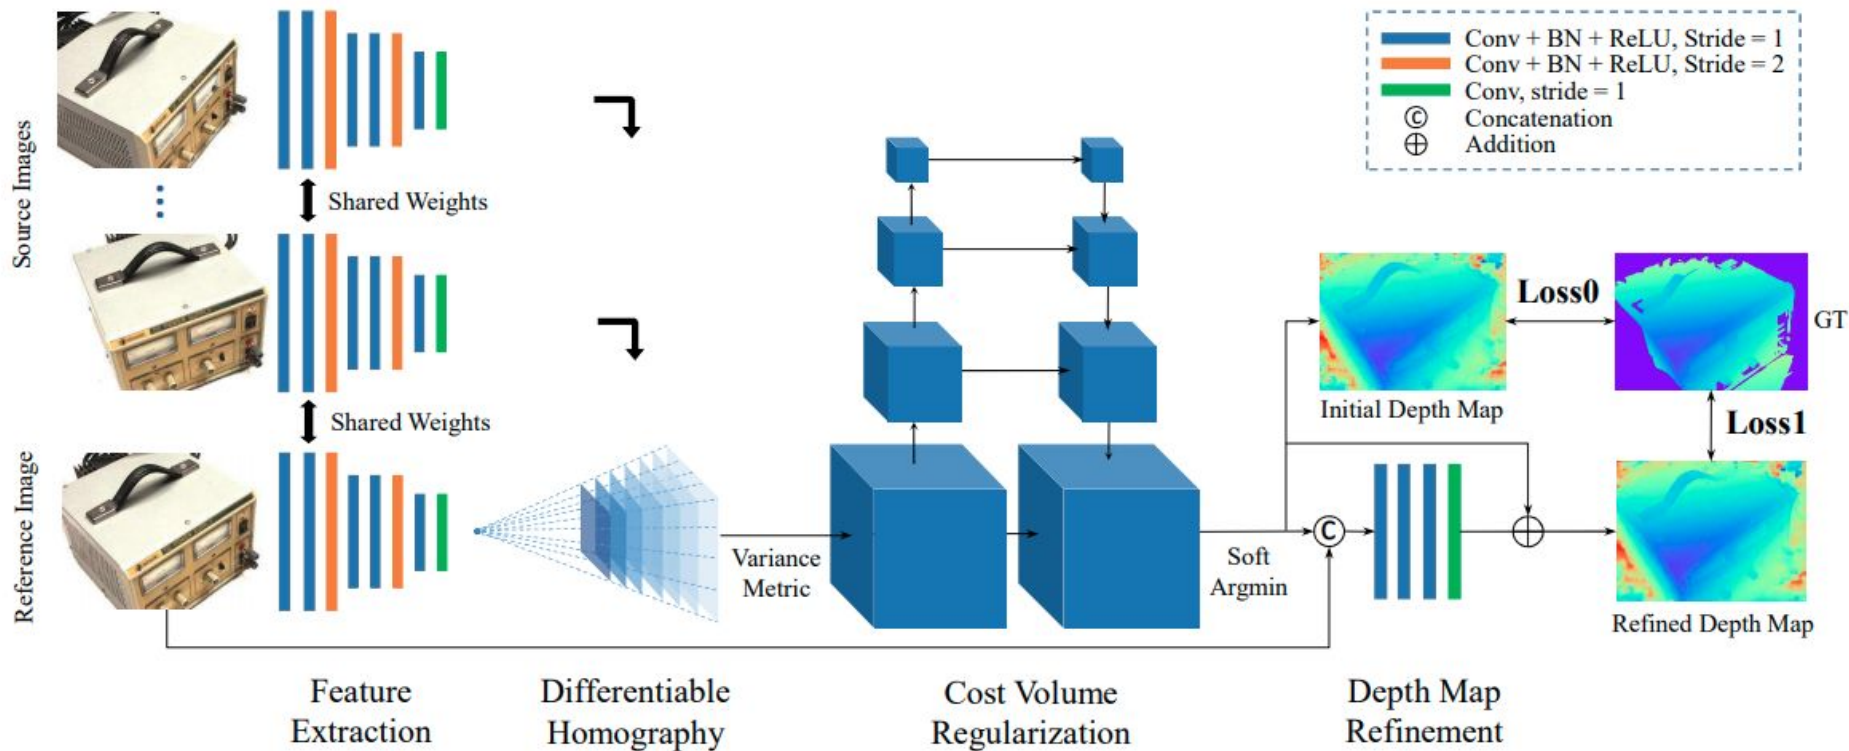 Source Images
Reference Image
Shared Weights
Shared Weights
Conv + BN + ReLU, Stride = 1
Conv + BN + ReLU, Stride = 2
Conv, stride = 1
C
Concatenation
Addition
Variance
Metric
Soft
Argmin
C
Initial Depth Map
Loss0
GT
Loss1
Refined Depth Map
Feature
Extraction
Differentiable
Homography
Cost Volume
Regularization
Depth Map
Refinement